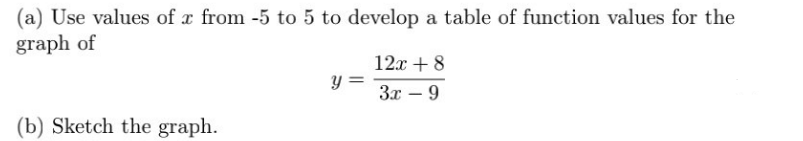 (a) Use values of x from -5 to 5 to develop a table of function values for the
graph of
y = \frac{12x + 8}{3x - 9}
(b) Sketch the graph.